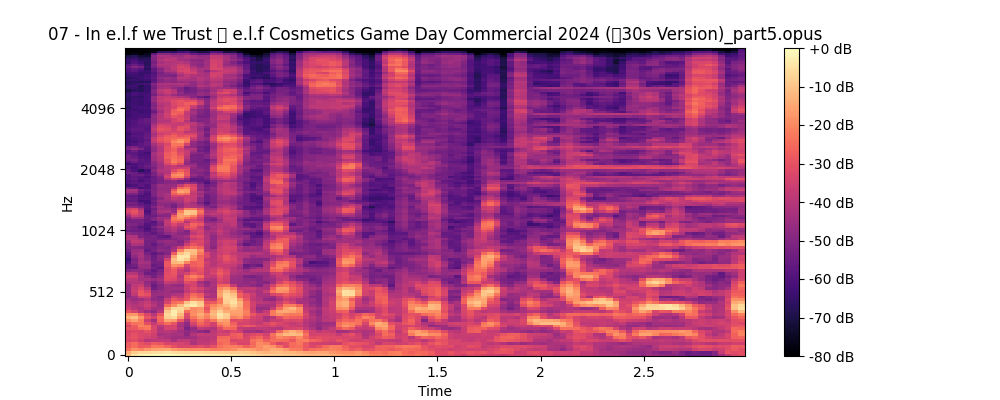 07 - In e.l.f we Trust ▯ e.l.f Cosmetics Game Day Commercial 2024 (▯30s Version)_part5.opus
+0 dB
-10 dB
-20 dB
-30 dB
-40 dB
-50 dB
-60 dB
-70 dB
-80 dB
4096
2048
1024
512
0
Hz
0
0.5
1
1.5
2
2.5
Time